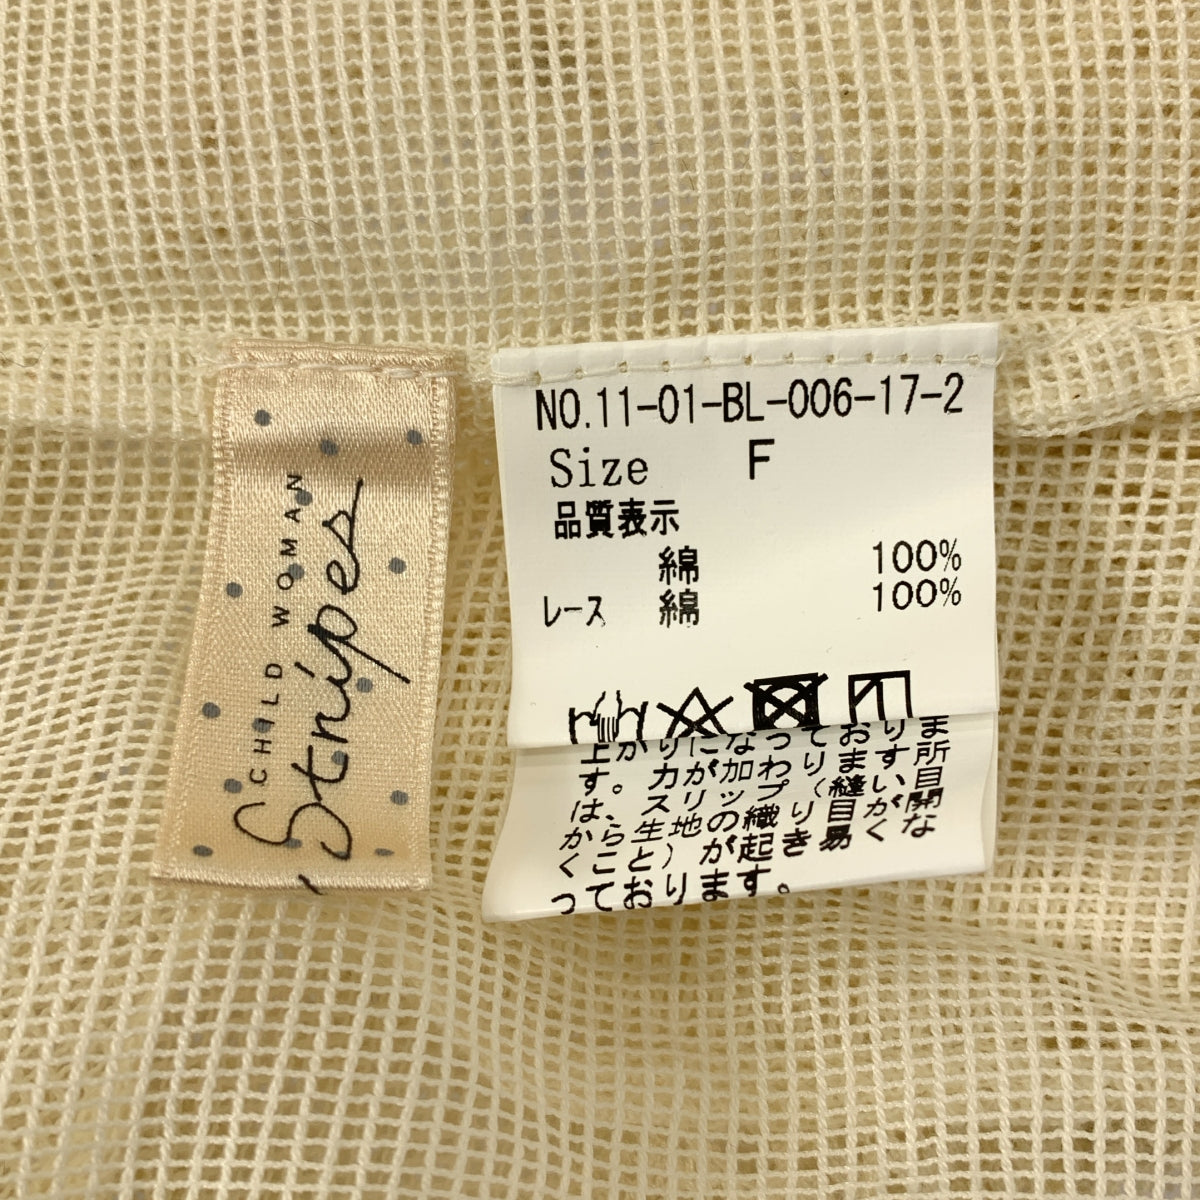 CHILD WOMAN
Stripes
NO.11-01-BL-006-17-2
Size F
品質表示
綿 100%
レース 綿 100%
上がりになっております。力が加わります所
は、スリップ（縫い目
から生地の織り目が開
くこと）が起き易くな
っております。